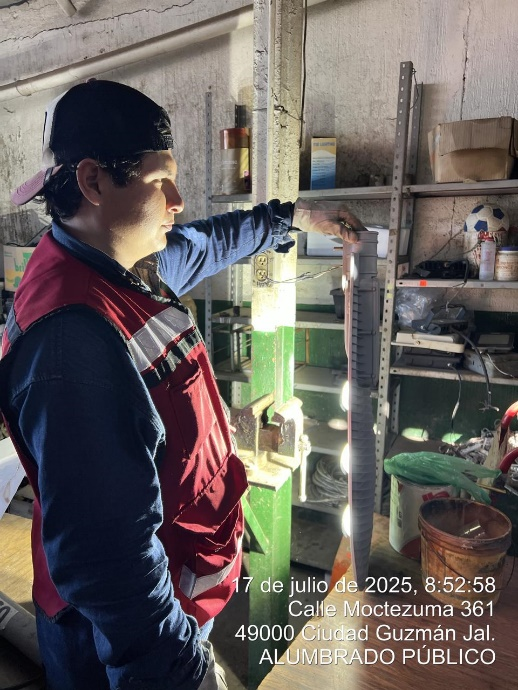 17 de julio de 2025, 8:52:58
Calle Moctezuma 361
49000 Ciudad Guzmán Jal.
ALUMBRADO PÚBLICO